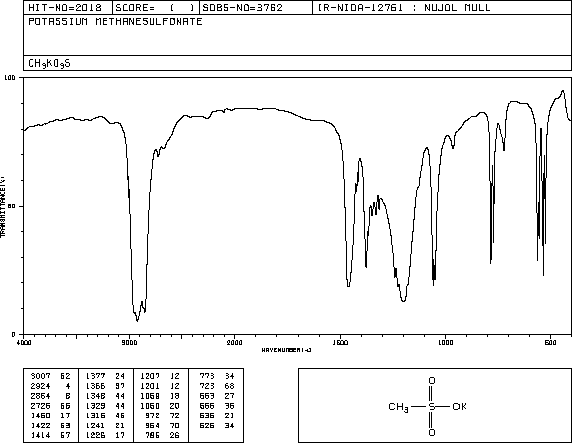 HIT-NO=2018 SCORE= ( ) SDBS-NO=3762 IR-NIDA-12761 : NUJOL MULL
POTASSIUM METHANESULFONATE
CH3KO3S
100
50
0
TRANSMITTANCE(%)
4000 3000 2000 1500 1000 500
WAVENUMBER(-1)
3007 62 1377 24 1207 12 773 34
2924 4 1366 37 1201 12 723 68
2864 8 1346 44 1068 18 563 27
2726 66 1329 44 1060 20 555 36
1460 17 1316 46 972 72 536 21
1422 53 1241 21 964 70 526 34
1414 57 1226 17 785 26
O
CH3 S OK
O